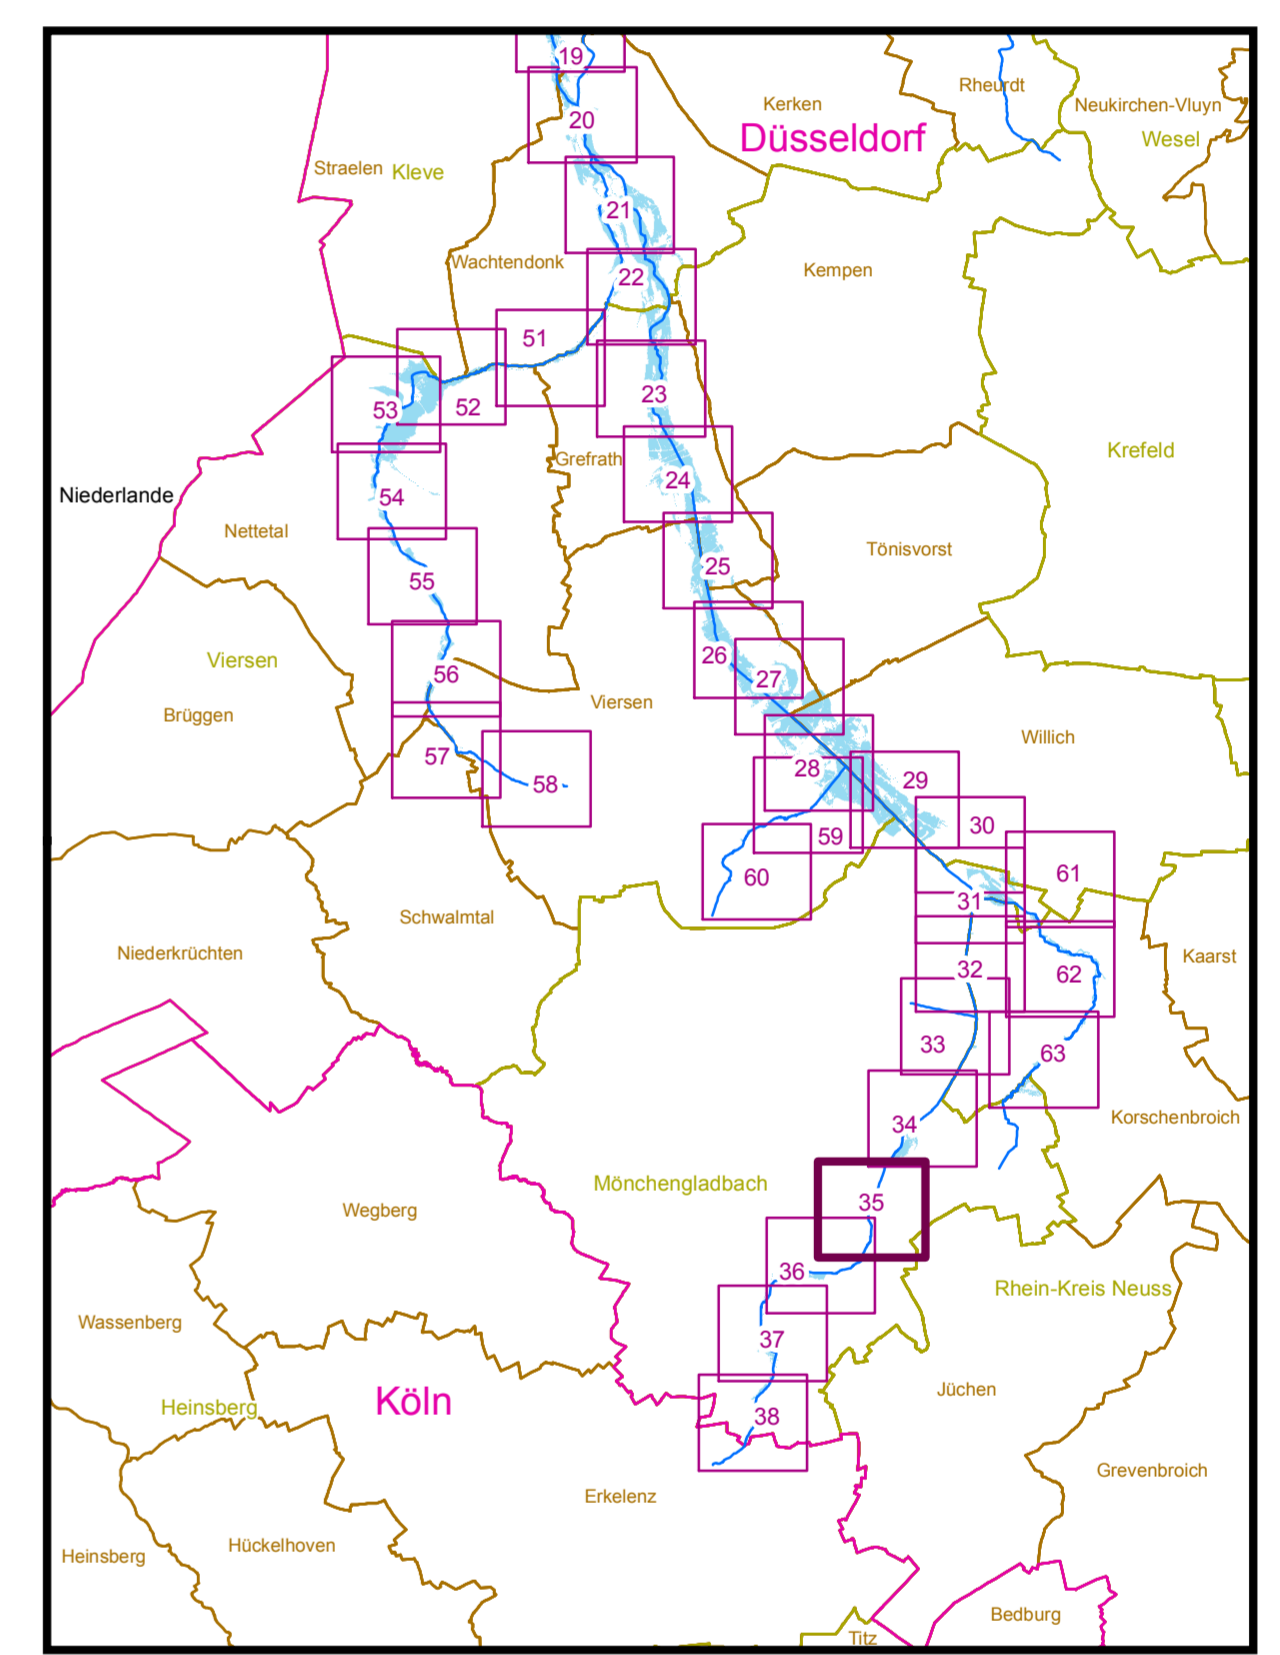 19
Rheurdt
Kerken
Neukirchen-Vluyn
20
Düsseldorf
Wesel
Straelen
Kleve
21
Wachtendonk
Kempen
22
51
23
53
52
Krefeld
Grefrath
24
Niederlande
54
Nettetal
Tönisvorst
25
55
26
Viersen
56
27
Viersen
Brüggen
Willich
57
28
29
58
30
59
61
60
31
Schwalmtal
Niederkrüchten
Kaarst
32
62
33
63
Korschenbroich
34
Mönchengladbach
35
Wegberg
36
Rhein-Kreis Neuss
Wassenberg
37
Jüchen
Köln
Heinsberg
38
Grevenbroich
Erkelenz
Hückelhoven
Heinsberg
Bedburg
Titz